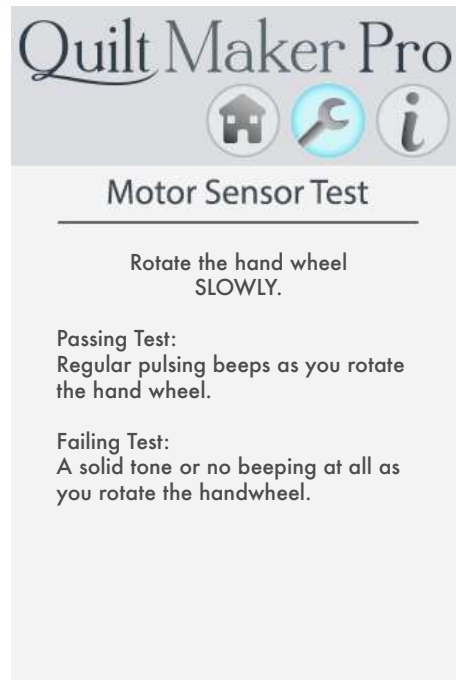 Quilt Maker Pro
i
Motor Sensor Test
Rotate the hand wheel
SLOWLY.
Passing Test:
Regular pulsing beeps as you rotate
the hand wheel.
Failing Test:
A solid tone or no beeping at all as
you rotate the handwheel.